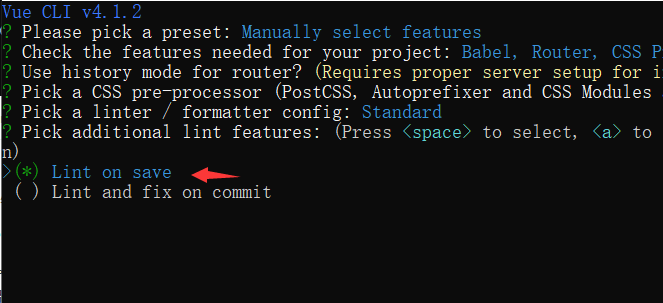 Vue CLI v4.1.2
? Please pick a preset: Manually select features
? Check the features needed for your project: Babel, Router, CSS P
? Use history mode for router? (Requires proper server setup for i
? Pick a CSS pre-processor (PostCSS, Autoprefixer and CSS Modules
? Pick a linter / formatter config: Standard
? Pick additional lint features: (Press <space> to select, <a> to
n)
>(*) Lint on save
( ) Lint and fix on commit